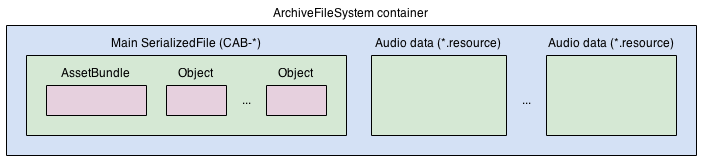 ArchiveFileSystem container
Main SerializedFile (CAB-*)
Audio data (*.resource)
Audio data (*.resource)
AssetBundle
Object
Object
...
...